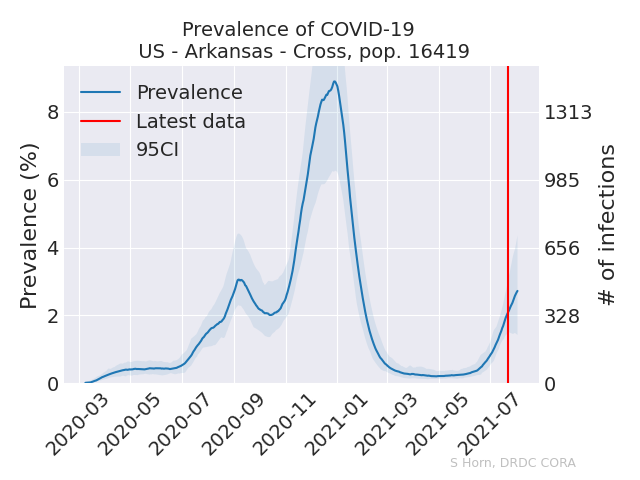 Prevalence of COVID-19
US - Arkansas - Cross, pop. 16419
Prevalence
Latest data
95CI
Prevalence (%)
8
6
4
2
0
1313
985
656
328
0
# of infections
2020-03
2020-05
2020-07
2020-09
2020-11
2021-01
2021-03
2021-05
2021-07
S Horn, DRDC CORA